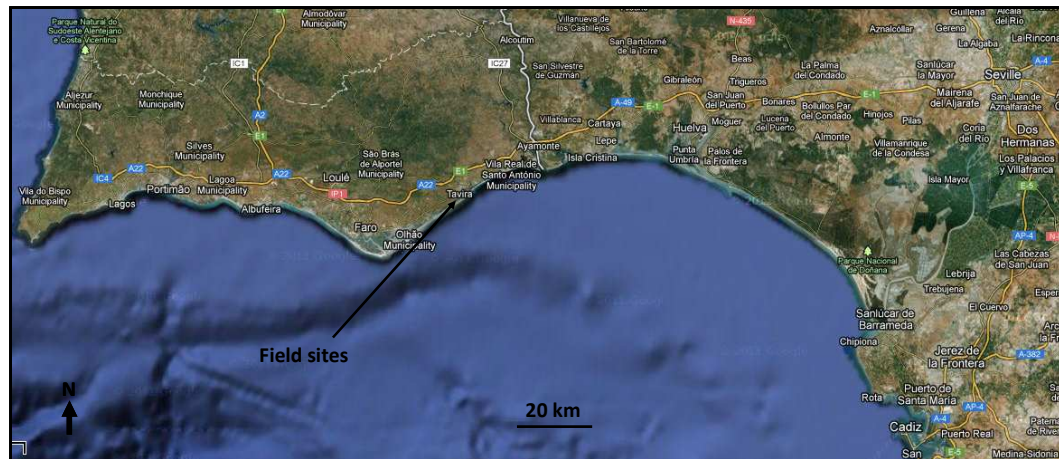 Parque Natural do
Sudoeste Alentejano
e Costa Vicentina
Almodôvar
Municipality
IC1
A2
E1
Aljezur
Municipality
Monchique
Municipality
Silves
Municipality
São Brás
de Alportel
Municipality
IC4
A22
Portimão
Lagoa
Municipality
A22
Loulé
IP1
A22
E1
Vila do Bispo
Municipality
Lagos
Albufeira
Faro
Olhão
Municipality
Tavira
Vila Real de
Santo António
Municipality
Alcoutim
IC27
San Silvestre
de Guzmán
Villanueva de
los Castillejos
San Bartolomé
de la Torre
Villablanca
Ayamonte
Isla Cristina
Lepe
Cartaya
A-49
E-1
Gibraleón
N-435
Beas
Trigueros
San Juan
del Puerto
Huelva
Moguer
Punta
Umbría
Palos de
la Frontera
Niebla
Bonares
Lucena
del Puerto
La Palma
del Condado
Bollullos Par
del Condado
Almonte
E-1
Hinojos
Pilas
Villamanrique
de la Condesa
Aznalcóllar
Sanlúcar
la Mayor
Guillena
Gerena
La Algaba
Alcalá
del Río
La Rincona
A-4
Seville
Mairena
del Aljarafe
San Juan de
Aznalfarache
Coria
del Río
Dos
Hermanas
Los Palacios
y Villafranca
E-5
Isla Mayor
AP-4
Las Cabezas
de San Juan
Parque Nacional
de Doñana
Lebrija
Trebujena
El Cuervo
Sanlúcar de
Barrameda
Chipiona
Jerez de
la Frontera
A-382
Rota
Puerto de
Santa María
A-4
AP-4
Cadiz
Puerto Real
San
E-5
Medina-Sidonia
Field sites
N
20 km